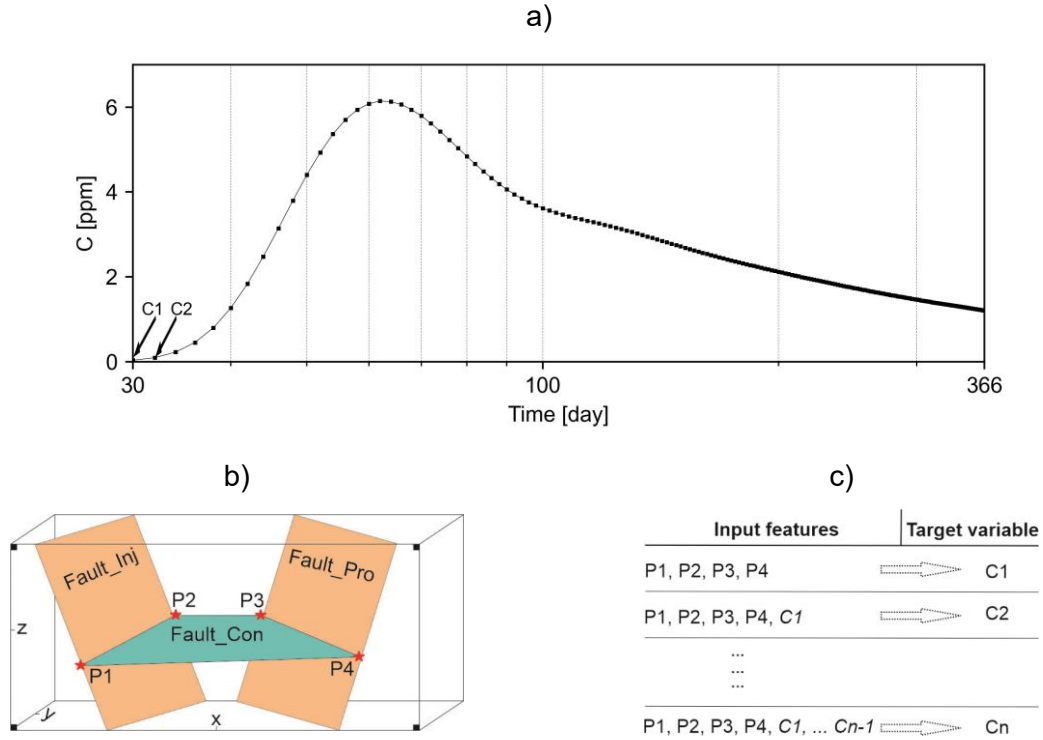 a)
6
4
2
0
C [ppm]
C1 C2
30 100 366
Time [day]
b)
Fault_Inj
Fault_Pro
P2 P3
Fault_Con
P1 P4
z
y
x
c)
Input features Target variable
P1, P2, P3, P4 C1
P1, P2, P3, P4, C1 C2
...
...
...
P1, P2, P3, P4, C1, ... Cn-1 Cn